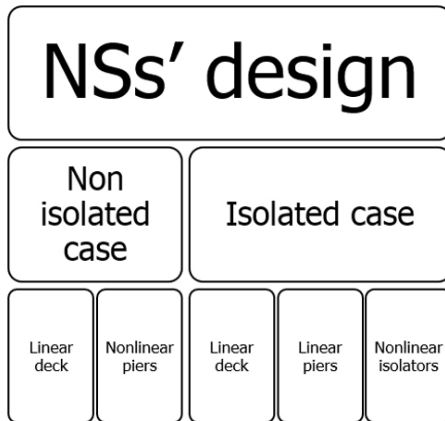 NSs’ design
Non
isolated
case
Isolated case
Linear
deck
Nonlinear
piers
Linear
deck
Linear
piers
Nonlinear
isolators